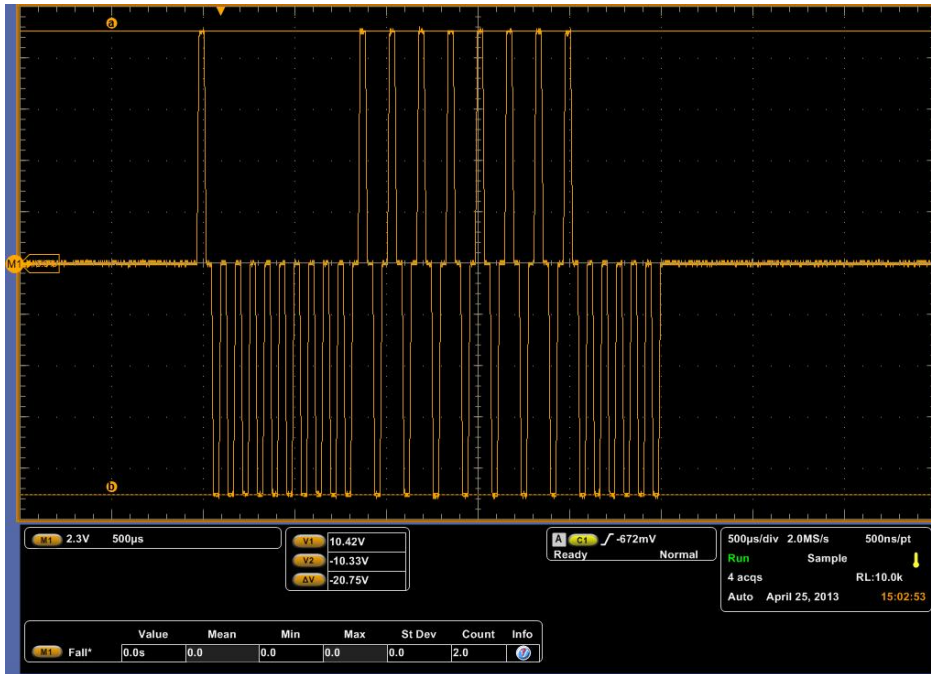 a
M1
b
M1 2.3V 500µs
V1 10.42V
V2 -10.33V
ΔV -20.75V
A C1 -672mV
Ready Normal
500µs/div 2.0MS/s 500ns/pt
Run Sample
4 acqs RL:10.0k
Auto April 25, 2013 15:02:53
Value Mean Min Max St Dev Count Info
M1 Fall* 0.0s 0.0 0.0 0.0 0.0 2.0